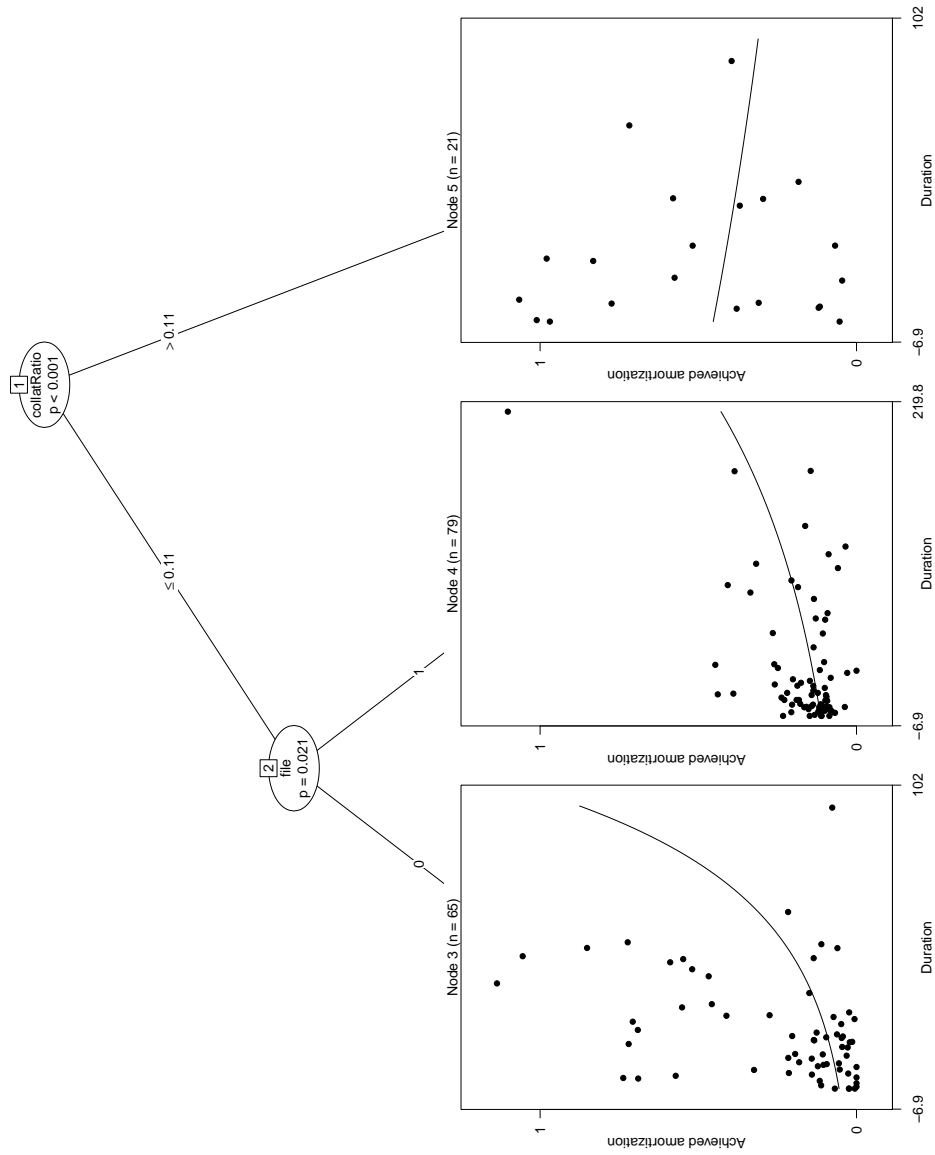 1
collatRatio
p < 0.001
≤ 0.11
> 0.11
2
file
p = 0.021
0
1
Node 3 (n = 65)
1
0
Achieved amortization
−6.9
102
Duration
Node 4 (n = 79)
1
0
Achieved amortization
−6.9
219.8
Duration
Node 5 (n = 21)
1
0
Achieved amortization
−6.9
102
Duration